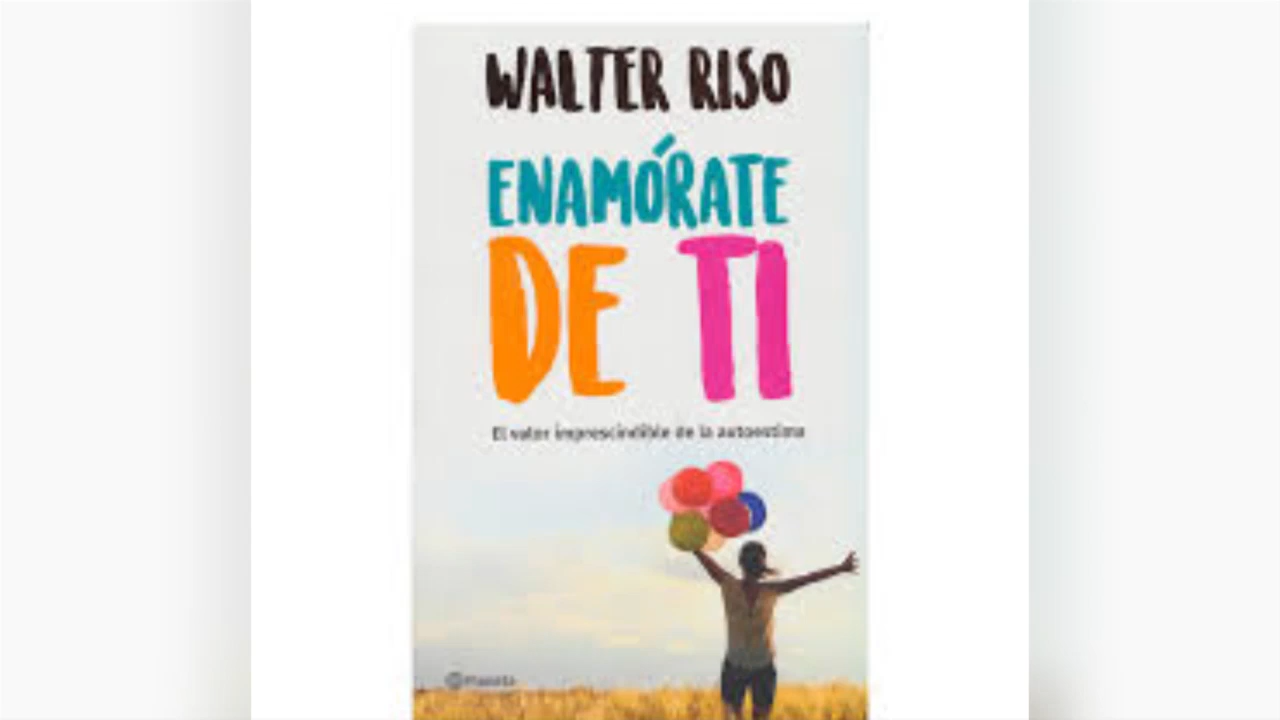 WALTER RISO
ENAMÓRATE
DE TI
El valor imprescindible de la autoestima
Planeta